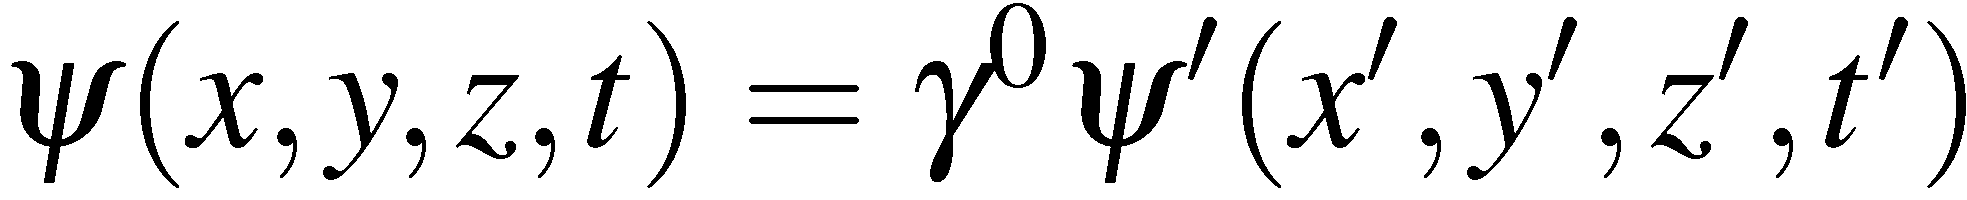 ψ(x, y, z, t) = γ⁰ψ′(x′, y′, z′, t′)